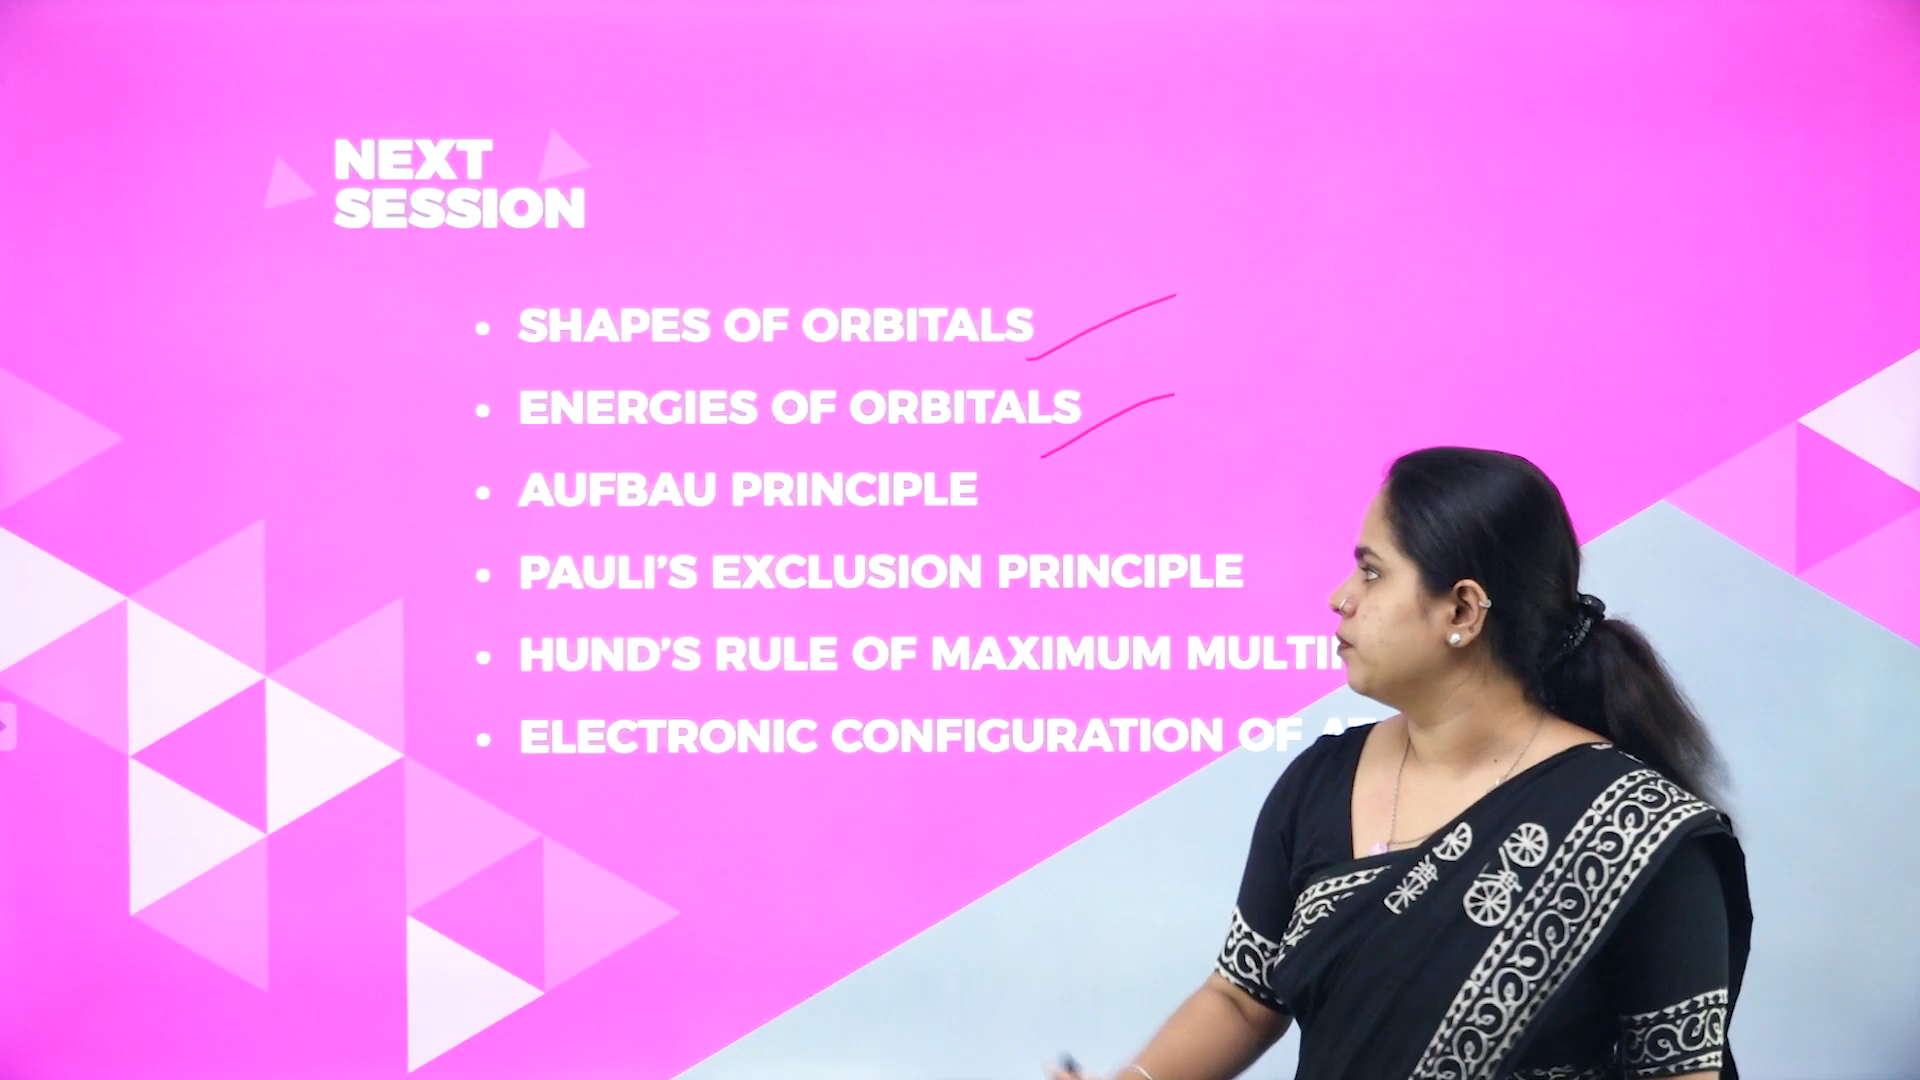 NEXT
SESSION
• SHAPES OF ORBITALS
• ENERGIES OF ORBITALS
• AUFBAU PRINCIPLE
• PAULI’S EXCLUSION PRINCIPLE
• HUND’S RULE OF MAXIMUM
• ELECTRONIC CONFIGURATION OF